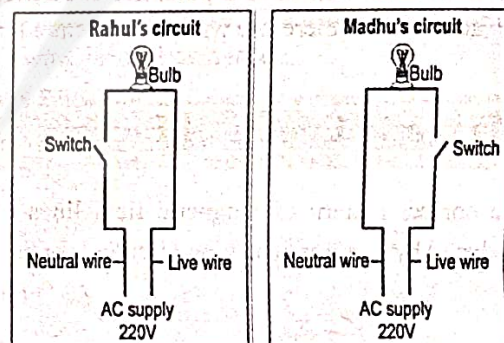 Rahul's circuit
Bulb
Switch
Neutral wire
Live wire
AC supply
220V
Madhu's circuit
Bulb
Switch
Neutral wire
Live wire
AC supply
220V